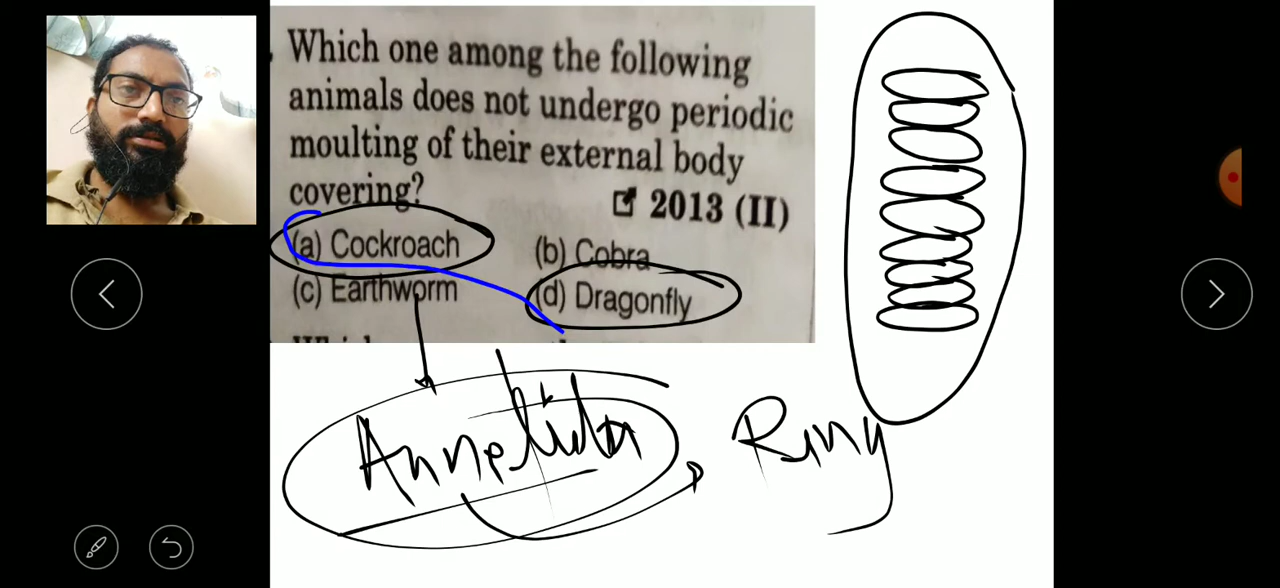 Which one among the following
animals does not undergo periodic
moulting of their external body
covering?
2013 (II)
(a) Cockroach (b) Cobra
(c) Earthworm (d) Dragonfly
Annelida
Ring